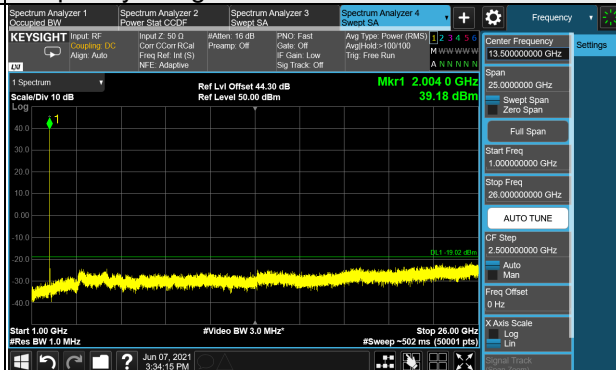 Spectrum Analyzer 1
Occupied BW
Spectrum Analyzer 2
Power Stat CCDF
Spectrum Analyzer 3
Swept SA
Spectrum Analyzer 4
Swept SA
Frequency
KEYSIGHT
Input: RF
Coupling: DC
Align: Auto
Input Z: 50 Ω
Corr CCorr RCal
Freq Ref: Int (S)
NFE: Adaptive
#Atten: 16 dB
Preamp: Off
PNO: Fast
Gate: Off
IF Gain: Low
Sig Track: Off
Avg Type: Power (RMS)
Avg|Hold:>100/100
Trig: Free Run
1 2 3 4 5 6
M W W W W W
A N N N N N
LXI
1 Spectrum
Scale/Div 10 dB
Ref Lvl Offset 44.30 dB
Ref Level 50.00 dBm
Mkr1 2.004 0 GHz
39.18 dBm
Log
1
40.0
30.0
20.0
10.0
0.00
-10.0
-20.0
-30.0
-40.0
DL1 -19.02 dBm
Start 1.00 GHz
#Res BW 1.0 MHz
#Video BW 3.0 MHz*
Stop 26.00 GHz
#Sweep ~502 ms (50001 pts)
Jun 07, 2021
3:34:15 PM
Center Frequency
13.500000000 GHz
Settings
Span
25.0000000 GHz
Swept Span
Zero Span
Full Span
Start Freq
1.000000000 GHz
Stop Freq
26.000000000 GHz
AUTO TUNE
CF Step
2.500000000 GHz
Auto
Man
Freq Offset
0 Hz
X Axis Scale
Log
Lin
Signal Track